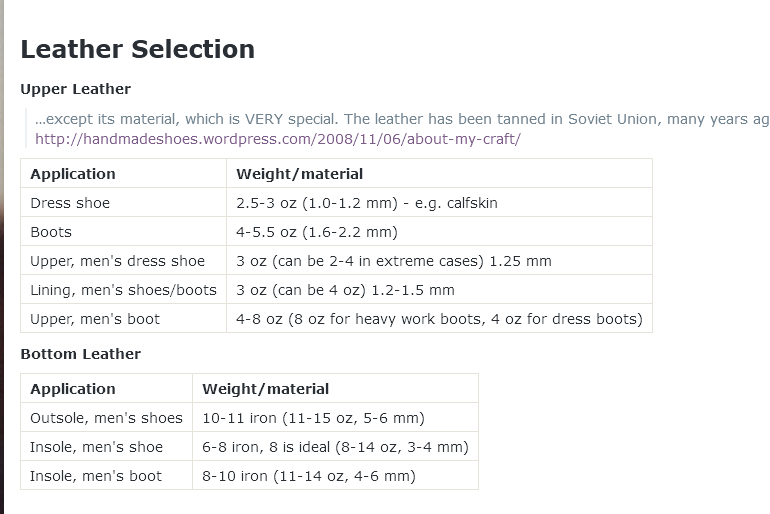 Leather Selection
Upper Leather
...except its material, which is VERY special. The leather has been tanned in Soviet Union, many years ag
http://handmadeshoes.wordpress.com/2008/11/06/about-my-craft/
Application Weight/material
Dress shoe 2.5-3 oz (1.0-1.2 mm) - e.g. calfskin
Boots 4-5.5 oz (1.6-2.2 mm)
Upper, men's dress shoe 3 oz (can be 2-4 in extreme cases) 1.25 mm
Lining, men's shoes/boots 3 oz (can be 4 oz) 1.2-1.5 mm
Upper, men's boot 4-8 oz (8 oz for heavy work boots, 4 oz for dress boots)
Bottom Leather
Application Weight/material
Outsole, men's shoes 10-11 iron (11-15 oz, 5-6 mm)
Insole, men's shoe 6-8 iron, 8 is ideal (8-14 oz, 3-4 mm)
Insole, men's boot 8-10 iron (11-14 oz, 4-6 mm)